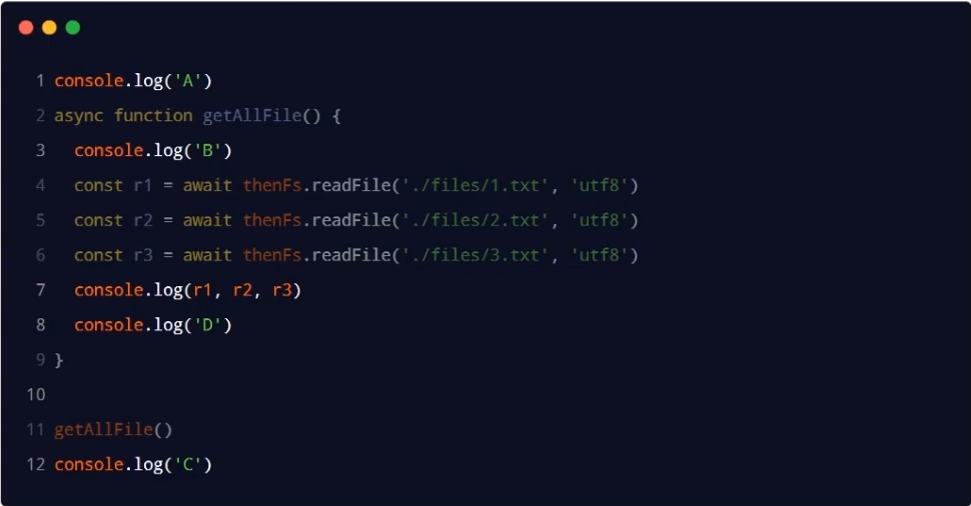 1 console.log('A')
2 async function getAllFile() {
3   console.log('B')
4   const r1 = await thenFs.readFile('./files/1.txt', 'utf8')
5   const r2 = await thenFs.readFile('./files/2.txt', 'utf8')
6   const r3 = await thenFs.readFile('./files/3.txt', 'utf8')
7   console.log(r1, r2, r3)
8   console.log('D')
9 }
10
11 getAllFile()
12 console.log('C')